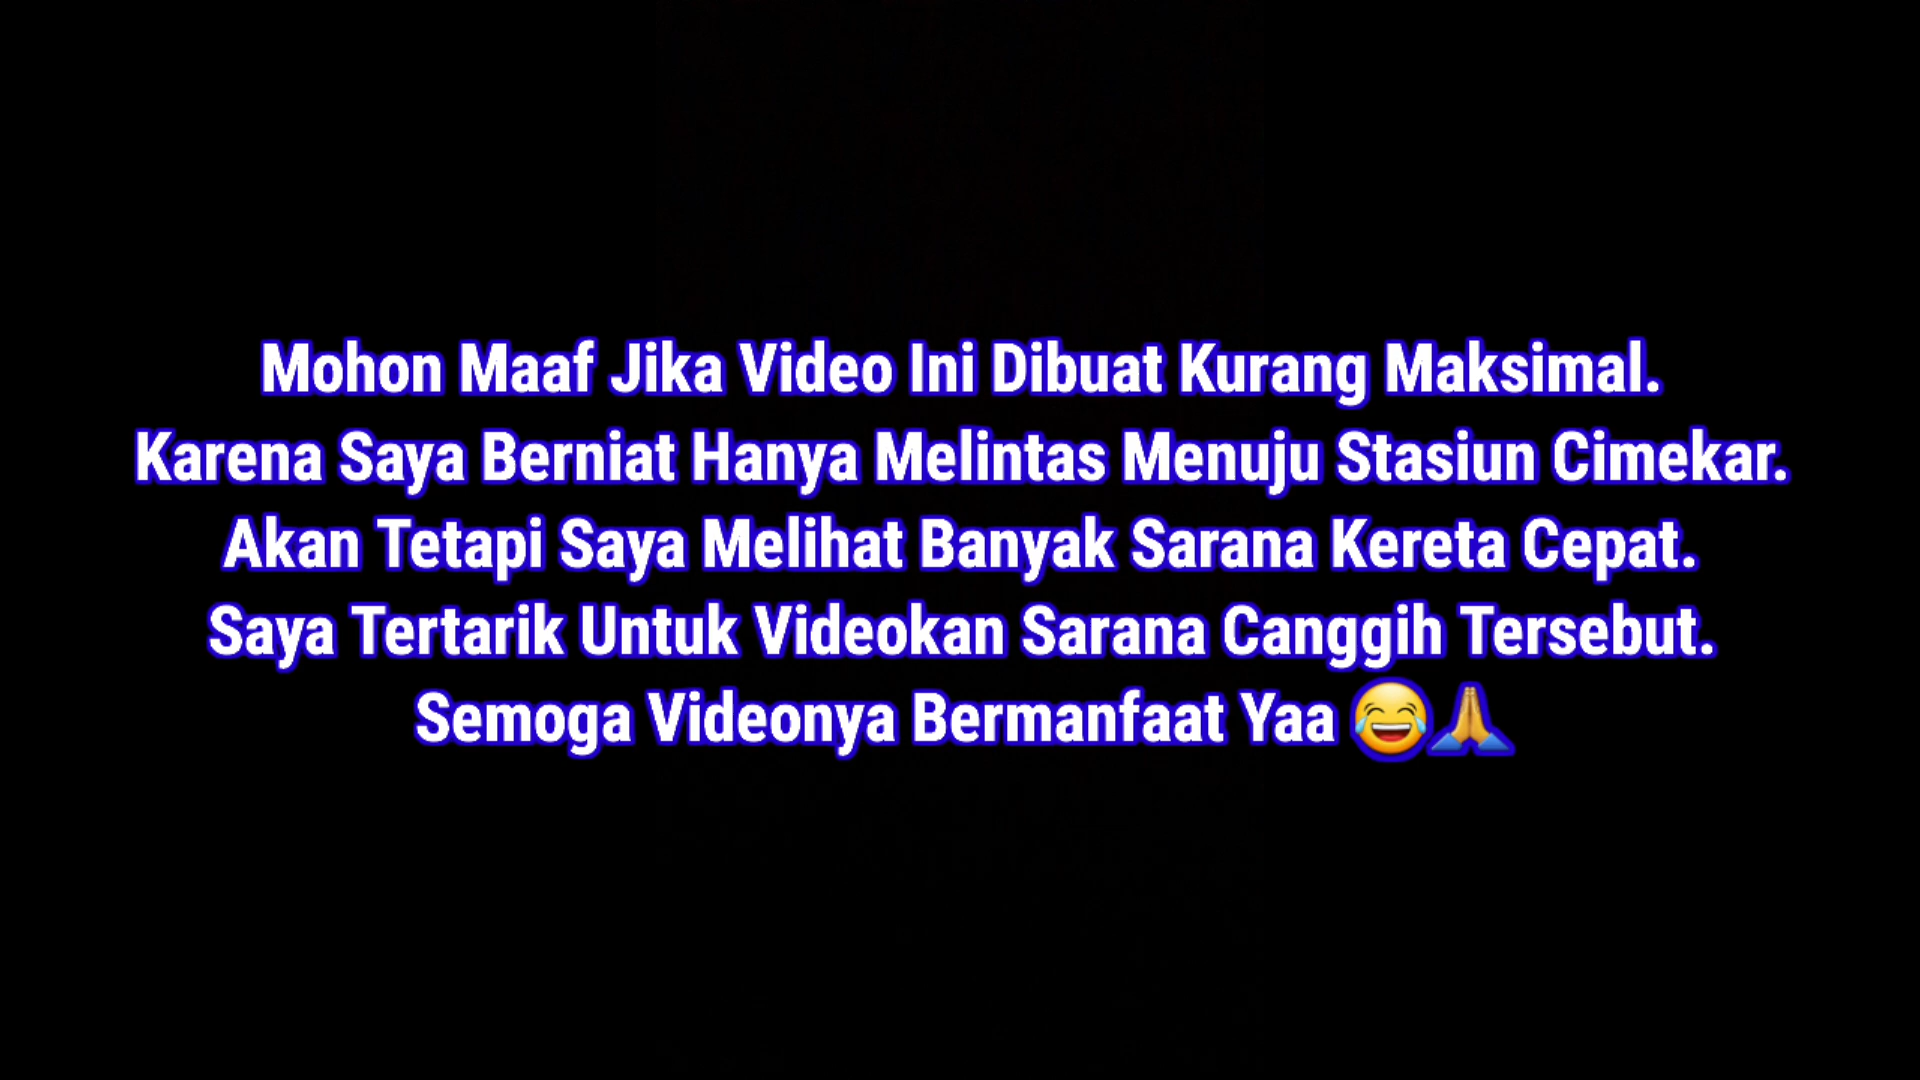 Mohon Maaf Jika Video Ini Dibuat Kurang Maksimal.
Karena Saya Berniat Hanya Melintas Menuju Stasiun Cimekar.
Akan Tetapi Saya Melihat Banyak Sarana Kereta Cepat.
Saya Tertarik Untuk Videokan Sarana Canggih Tersebut.
Semoga Videonya Bermanfaat Yaa 😂🙏